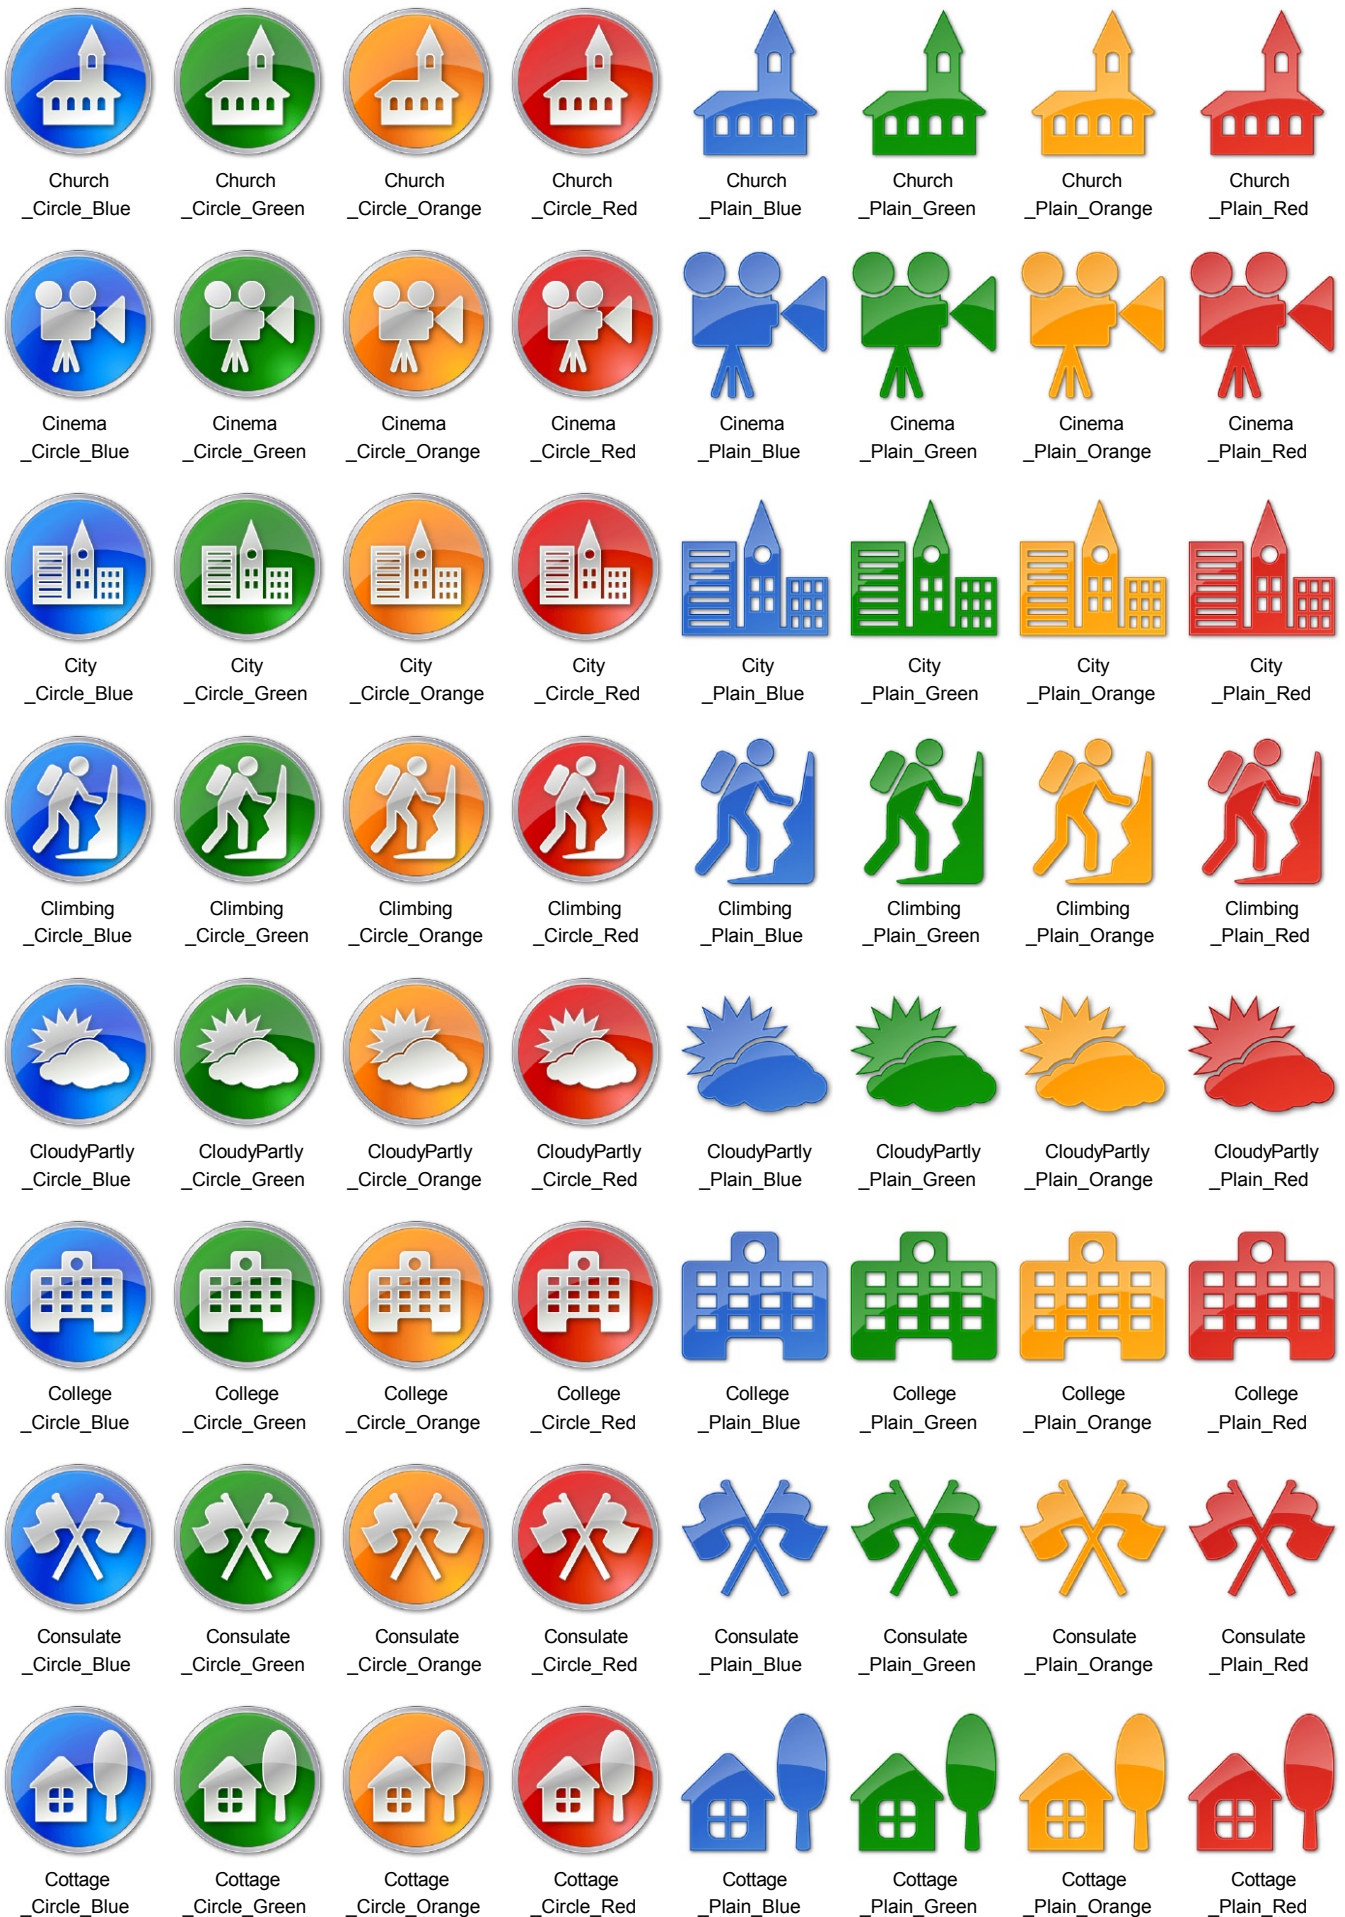 Church Church Church Church Church Church Church Church
_Circle_Blue _Circle_Green _Circle_Orange _Circle_Red _Plain_Blue _Plain_Green _Plain_Orange _Plain_Red
Cinema Cinema Cinema Cinema Cinema Cinema Cinema Cinema
_Circle_Blue _Circle_Green _Circle_Orange _Circle_Red _Plain_Blue _Plain_Green _Plain_Orange _Plain_Red
City City City City City City City City
_Circle_Blue _Circle_Green _Circle_Orange _Circle_Red _Plain_Blue _Plain_Green _Plain_Orange _Plain_Red
Climbing Climbing Climbing Climbing Climbing Climbing Climbing Climbing
_Circle_Blue _Circle_Green _Circle_Orange _Circle_Red _Plain_Blue _Plain_Green _Plain_Orange _Plain_Red
CloudyPartly CloudyPartly CloudyPartly CloudyPartly CloudyPartly CloudyPartly CloudyPartly CloudyPartly
_Circle_Blue _Circle_Green _Circle_Orange _Circle_Red _Plain_Blue _Plain_Green _Plain_Orange _Plain_Red
College College College College College College College College
_Circle_Blue _Circle_Green _Circle_Orange _Circle_Red _Plain_Blue _Plain_Green _Plain_Orange _Plain_Red
Consulate Consulate Consulate Consulate Consulate Consulate Consulate Consulate
_Circle_Blue _Circle_Green _Circle_Orange _Circle_Red _Plain_Blue _Plain_Green _Plain_Orange _Plain_Red
Cottage Cottage Cottage Cottage Cottage Cottage Cottage Cottage
_Circle_Blue _Circle_Green _Circle_Orange _Circle_Red _Plain_Blue _Plain_Green _Plain_Orange _Plain_Red